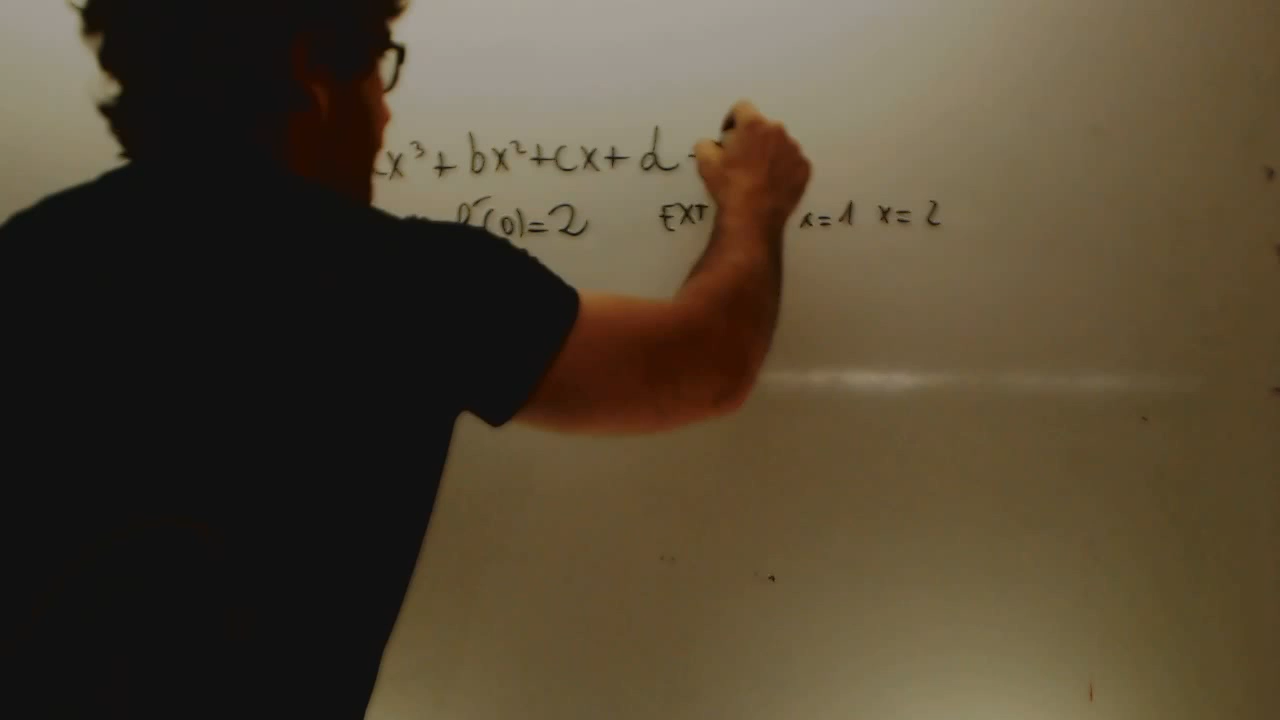 x³+bx²+cx+d -
(0)=2 EXT x=1 x=2